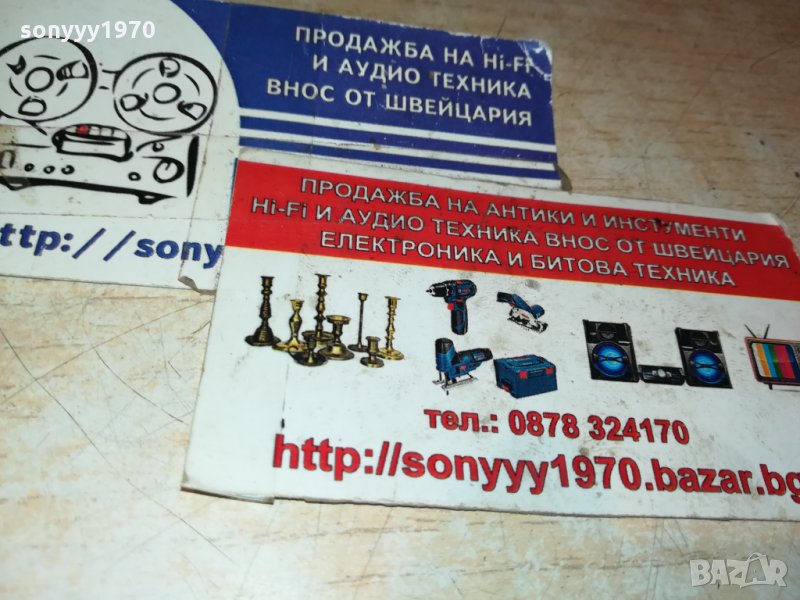 sonyyy1970
ПРОДАЖБА НА Hi-Fi
И АУДИО ТЕХНИКА
ВНОС ОТ ШВЕЙЦАРИЯ
ttp://sony
ПРОДАЖБА НА АНТИКИ И ИНСТУМЕНТИ
Hi-Fi И АУДИО ТЕХНИКА ВНОС ОТ ШВЕЙЦАРИЯ
ЕЛЕКТРОНИКА И БИТОВА ТЕХНИКА
тел.: 0878 324170
http://sonyyy1970.bazar.bg
BAZAR